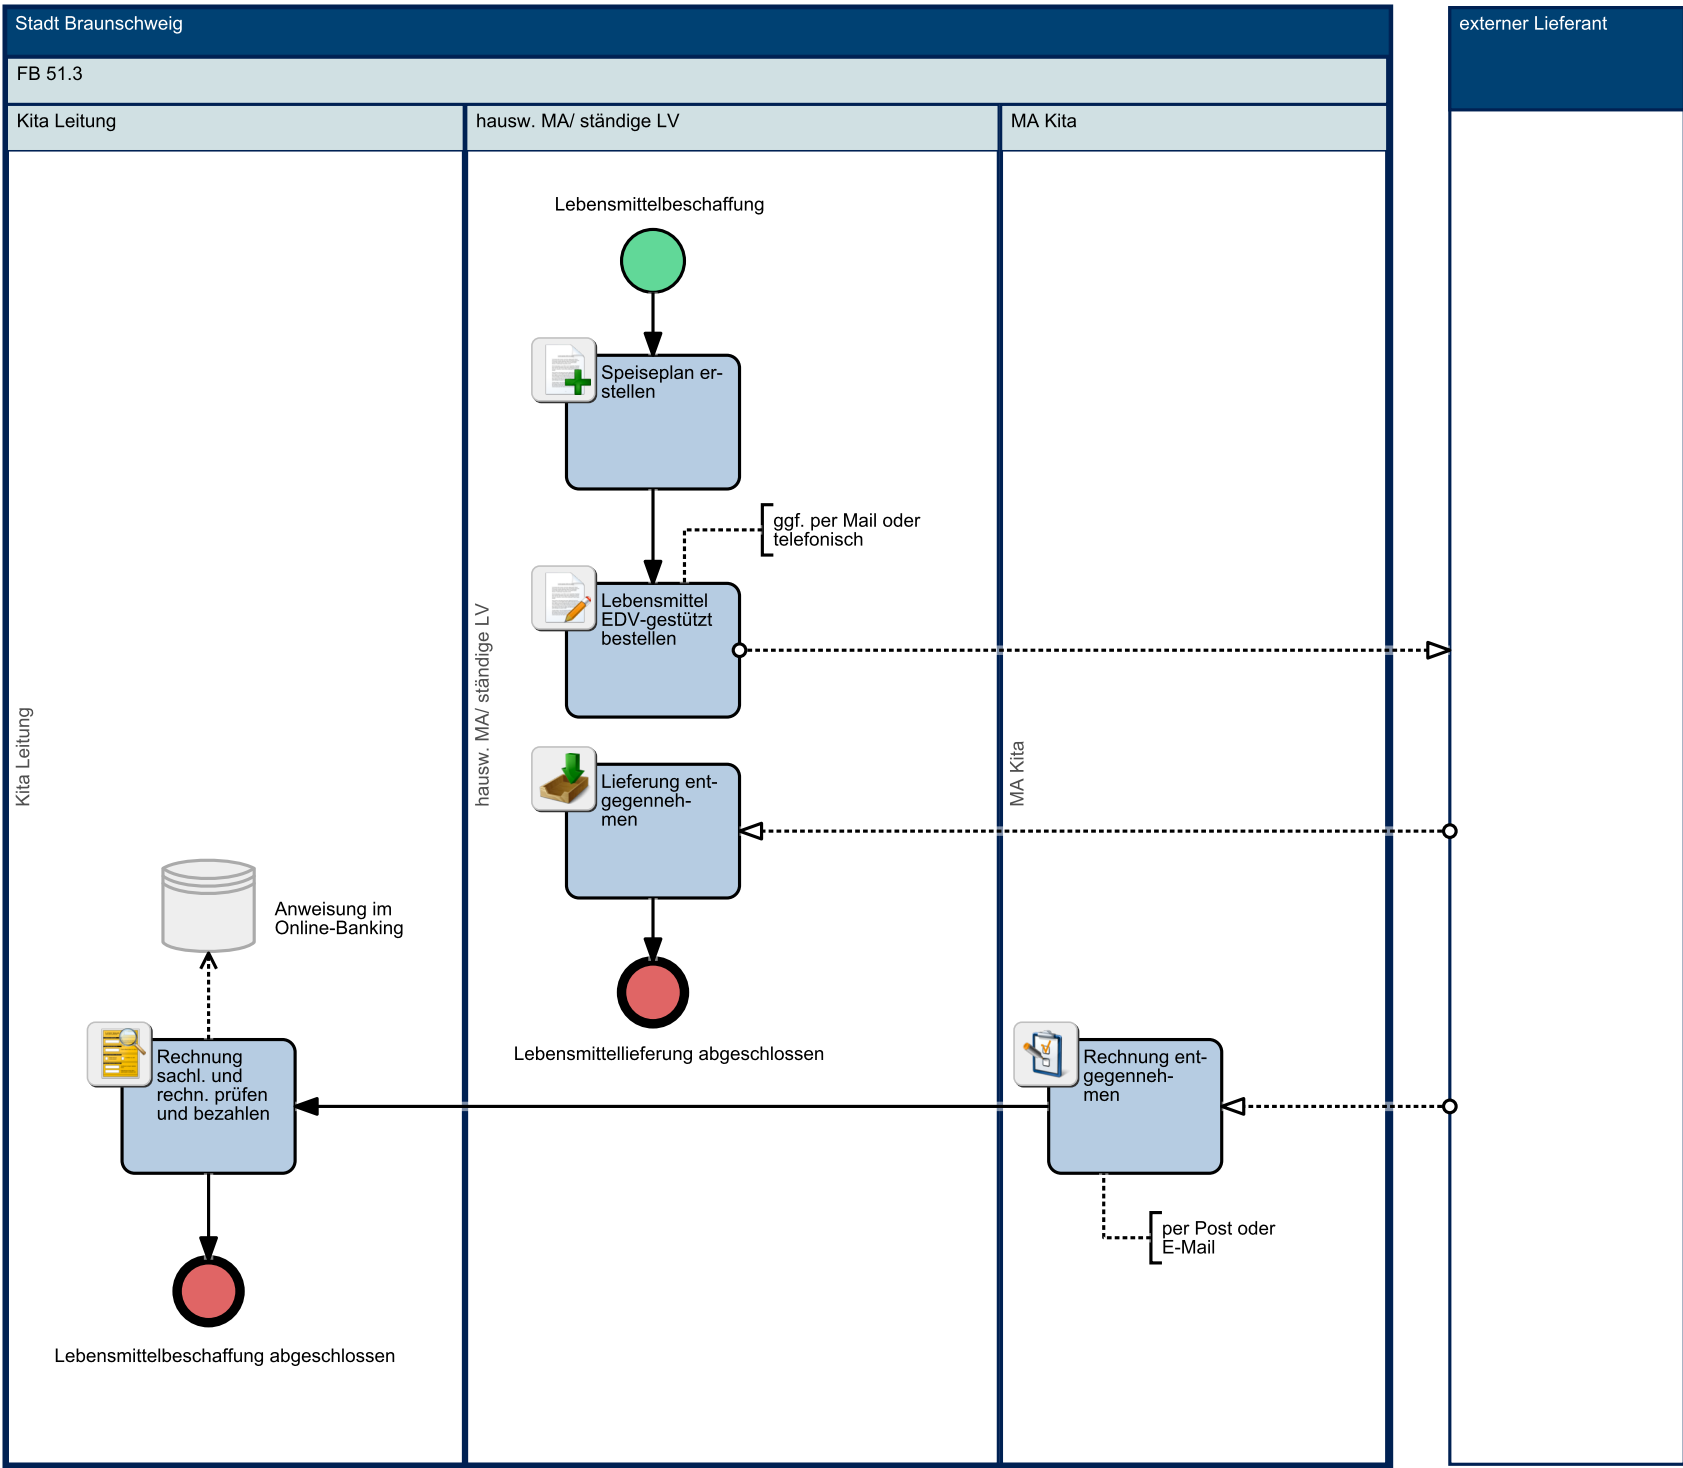 Stadt Braunschweig
externer Lieferant
FB 51.3
Kita Leitung
hausw. MA/ ständige LV
MA Kita
Lebensmittelbeschaffung
Speiseplan er-
stellen
ggf. per Mail oder
telefonisch
Lebensmittel
EDV-gestützt
bestellen
Kita Leitung
hausw. MA/ ständige LV
MA Kita
Lieferung ent-
gegenneh-
men
Anweisung im
Online-Banking
Lebensmittellieferung abgeschlossen
Rechnung
sachl. und
rechn. prüfen
und bezahlen
Rechnung ent-
gegenneh-
men
per Post oder
E-Mail
Lebensmittelbeschaffung abgeschlossen